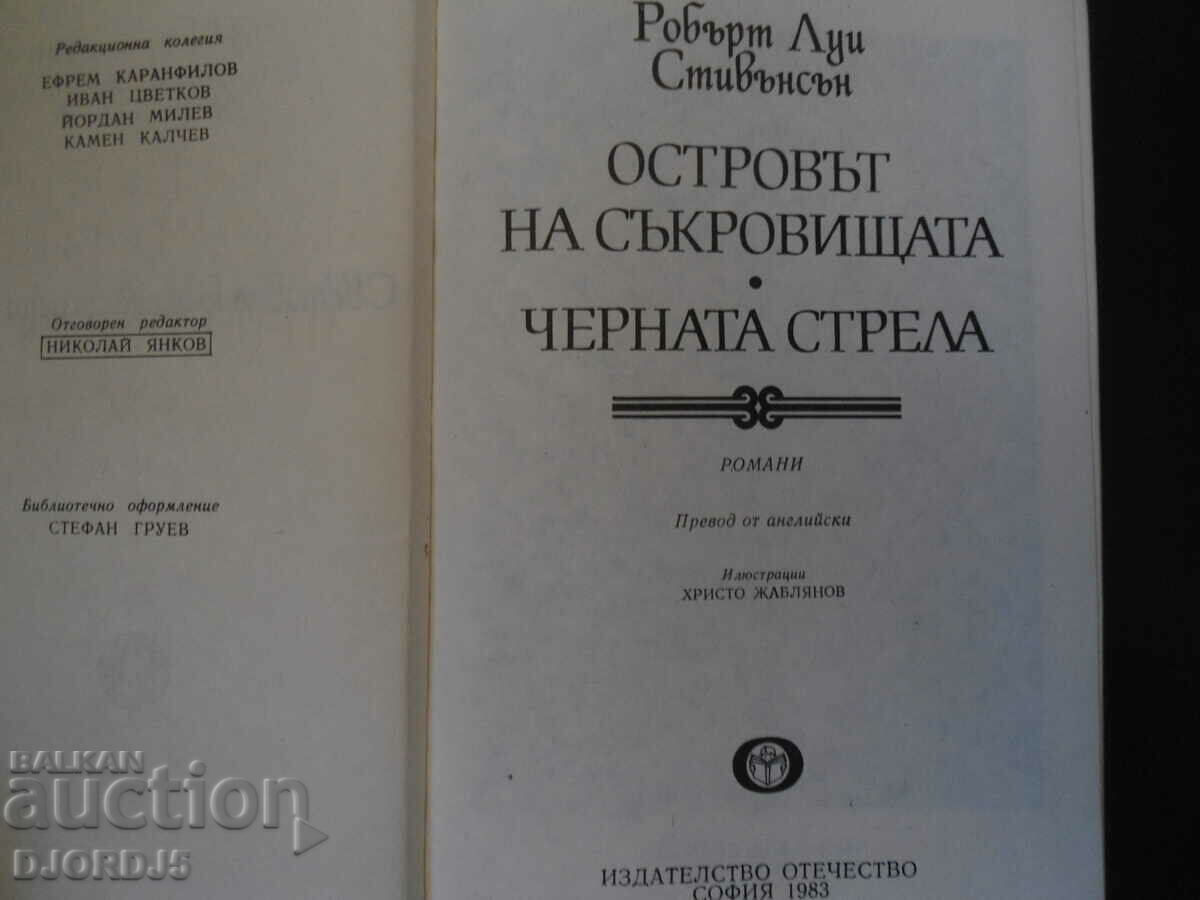 Редакционна колегия
ЕФРЕМ КАРАНФИЛОВ
ИВАН ЦВЕТКОВ
ЙОРДАН МИЛЕВ
КАМЕН КАЛЧЕВ
Отговорен редактор
НИКОЛАЙ ЯНКОВ
Библиотечно оформление
СТЕФАН ГРУЕВ
Робърт Луи
Стивънсън
ОСТРОВЪТ
НА СЪКРОВИЩАТА
•
ЧЕРНАТА СТРЕЛА
РОМАНИ
Превод от английски
Илюстрации
ХРИСТО ЖАБЛЯНОВ
ИЗДАТЕЛСТВО ОТЕЧЕСТВО
СОФИЯ 1983
БАЛКАН
auction
DJORDJ5